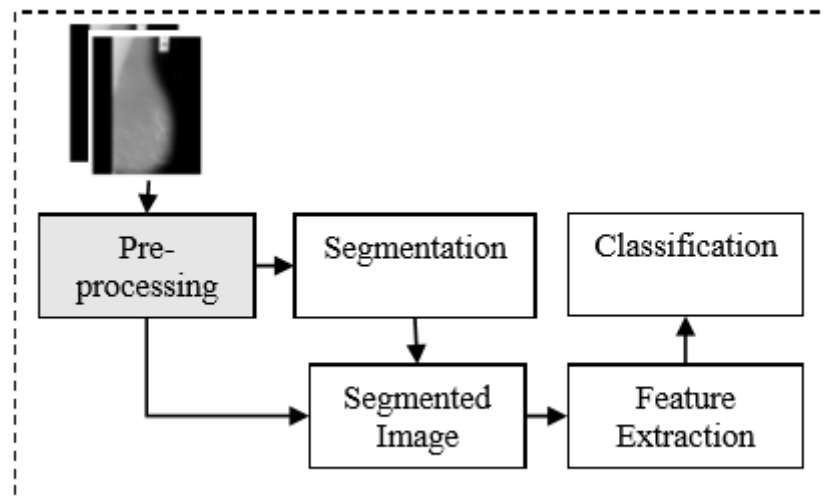 Pre-
processing
Segmentation
Classification
Segmented
Image
Feature
Extraction